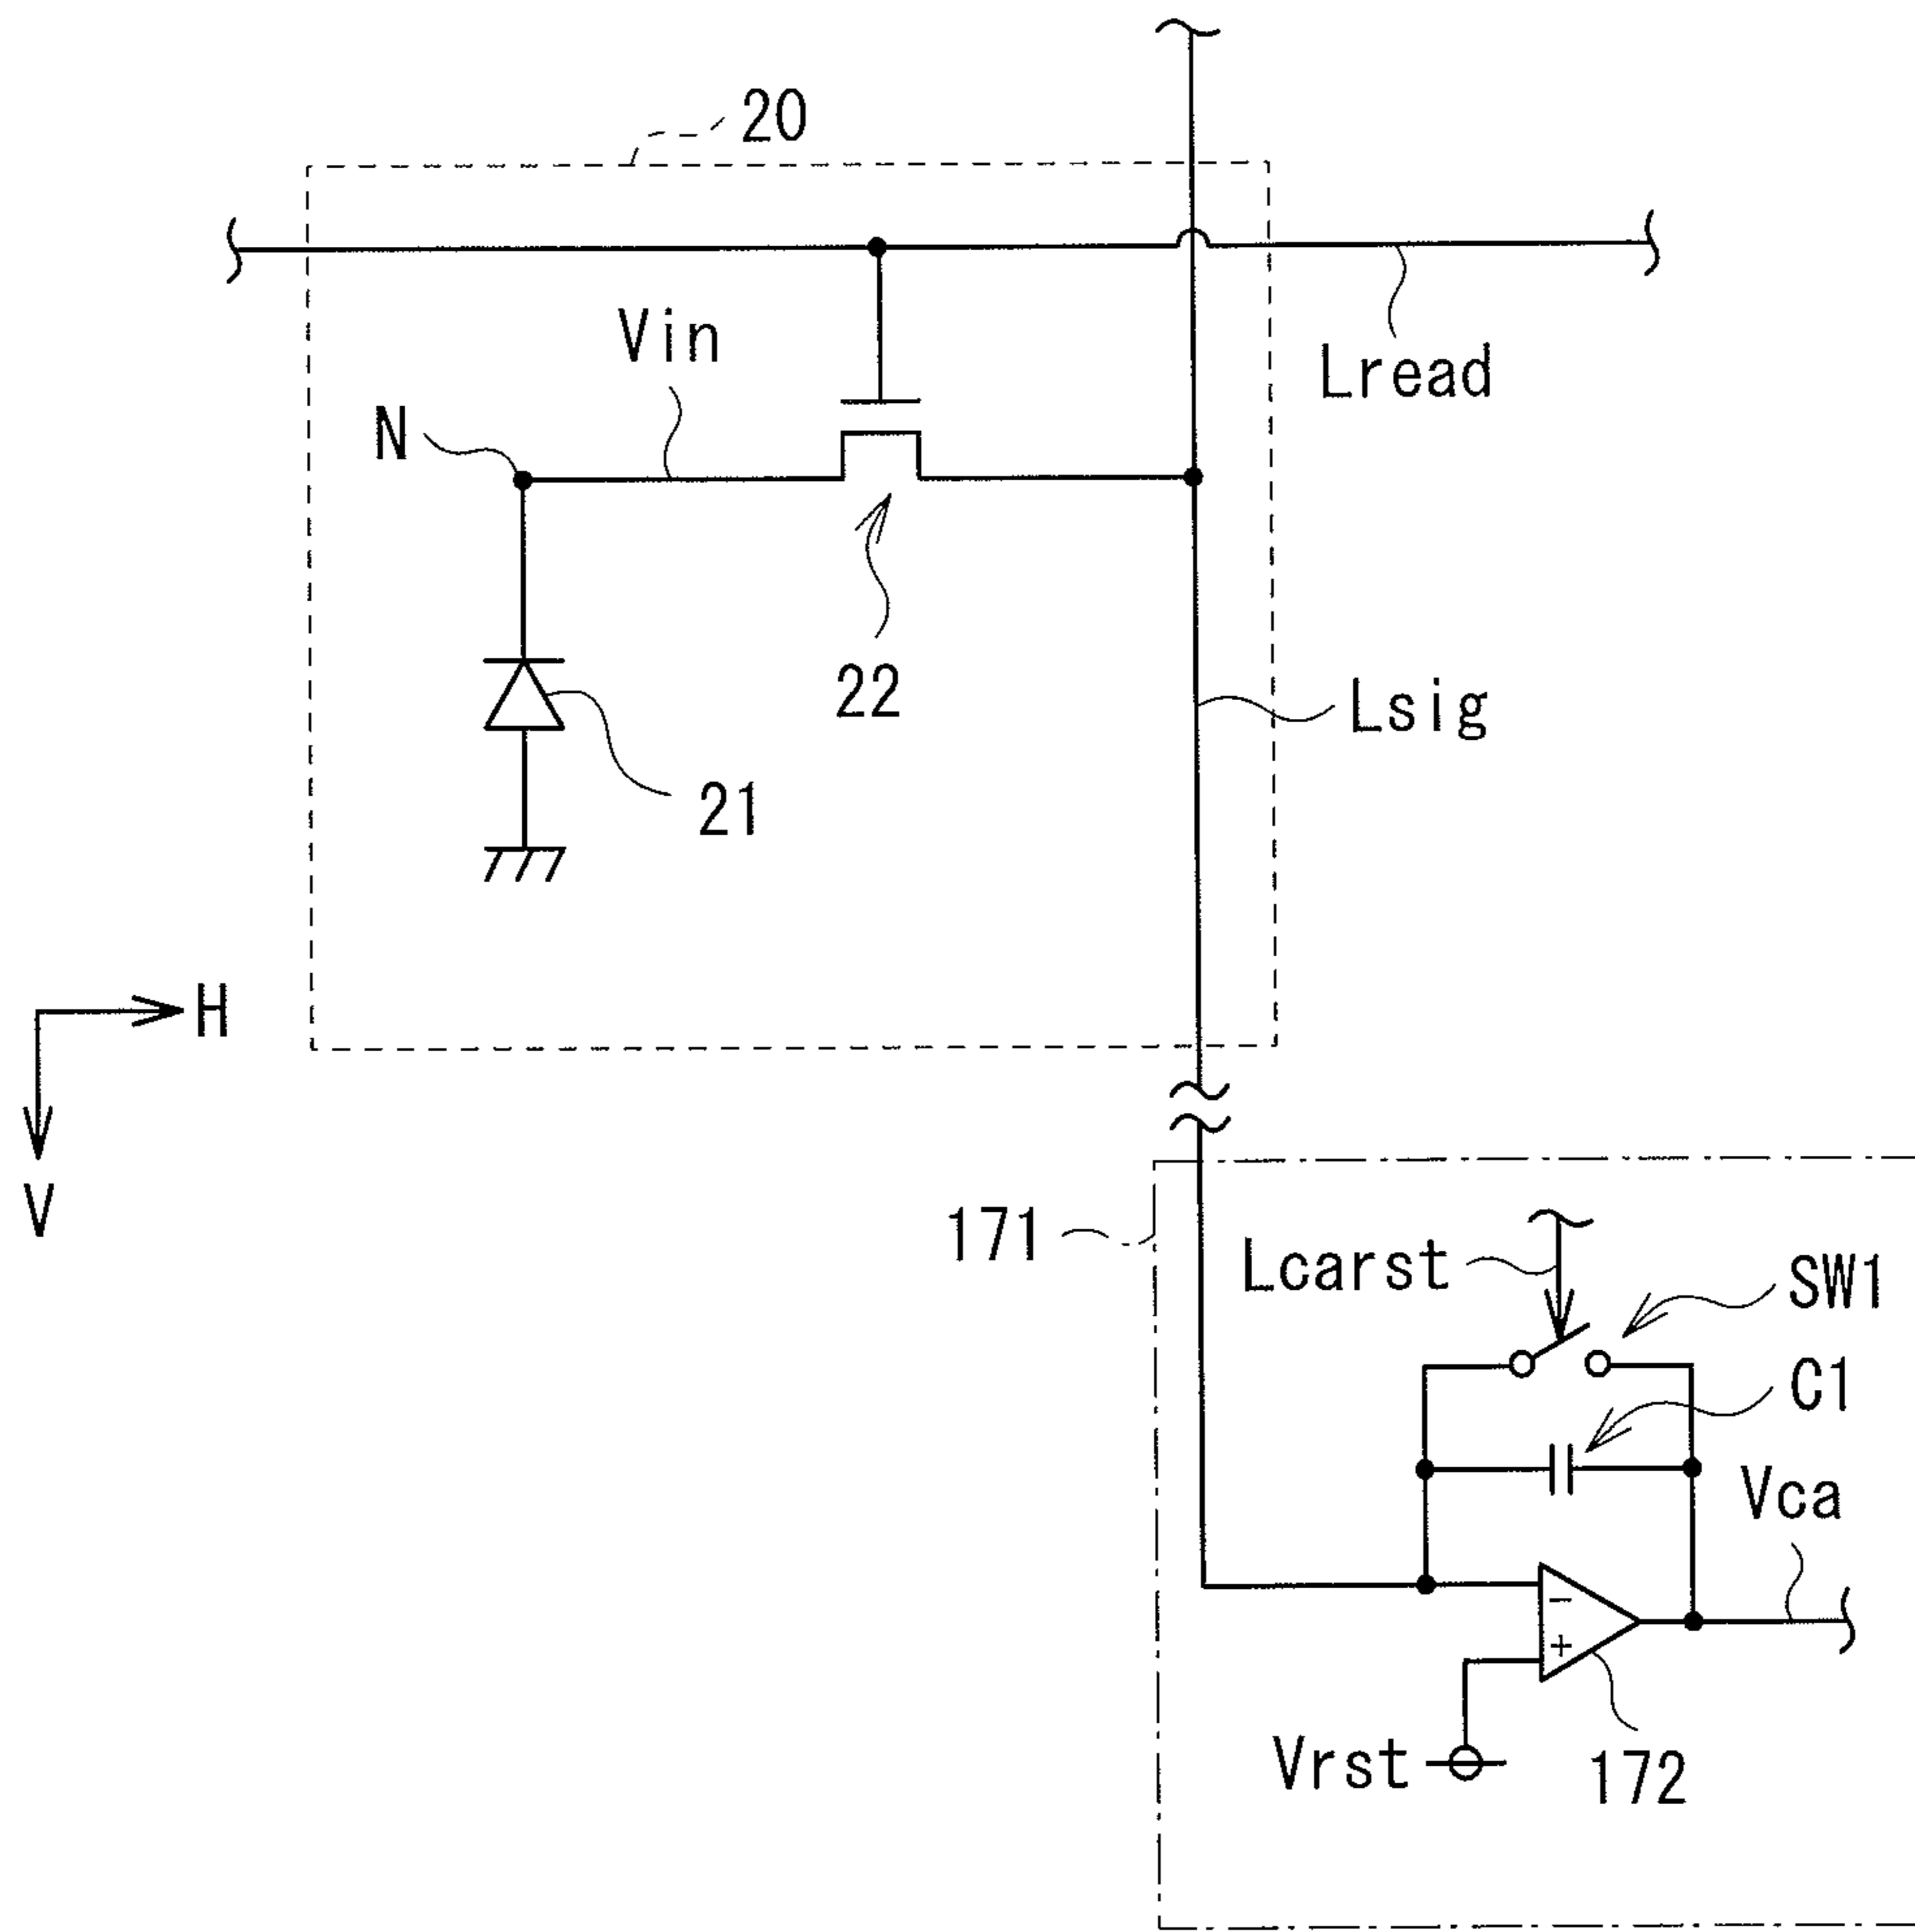 20
Vin
Lread
N
22
Lsig
21
H
V
171
Lcarst
SW1
C1
Vca
−
+
Vrst
172